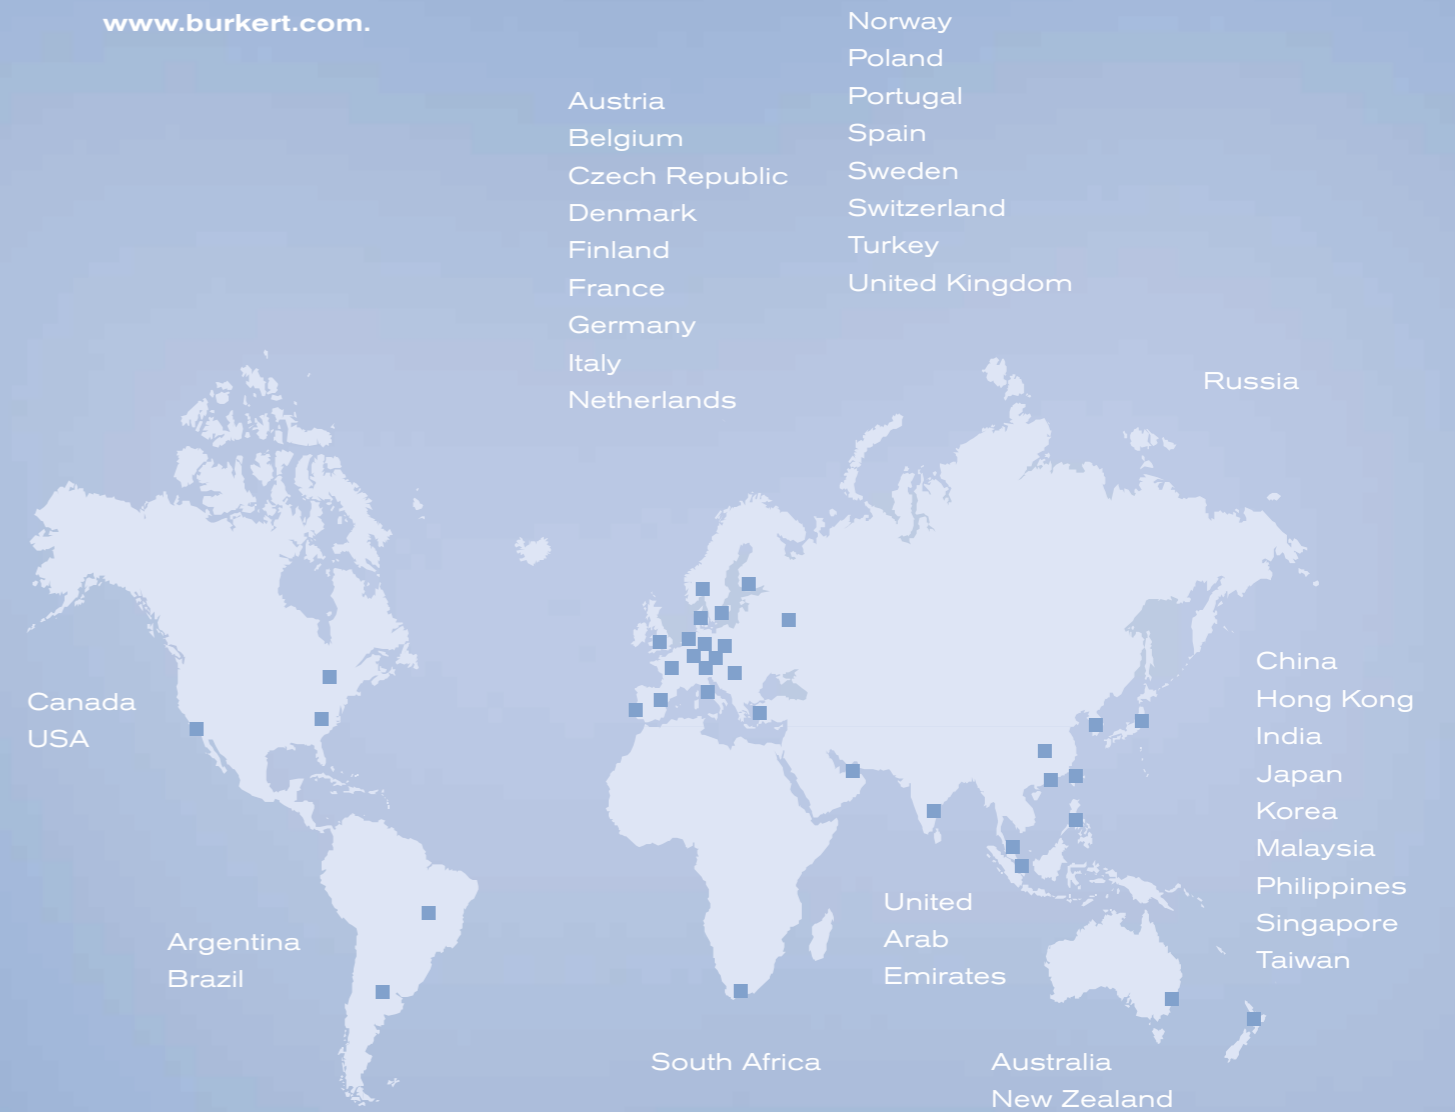 www.burkert.com.
Austria
Belgium
Czech Republic
Denmark
Finland
France
Germany
Italy
Netherlands
Norway
Poland
Portugal
Spain
Sweden
Switzerland
Turkey
United Kingdom
Russia
Canada
USA
China
Hong Kong
India
Japan
Korea
Malaysia
Philippines
Singapore
Taiwan
Argentina
Brazil
United
Arab
Emirates
South Africa
Australia
New Zealand